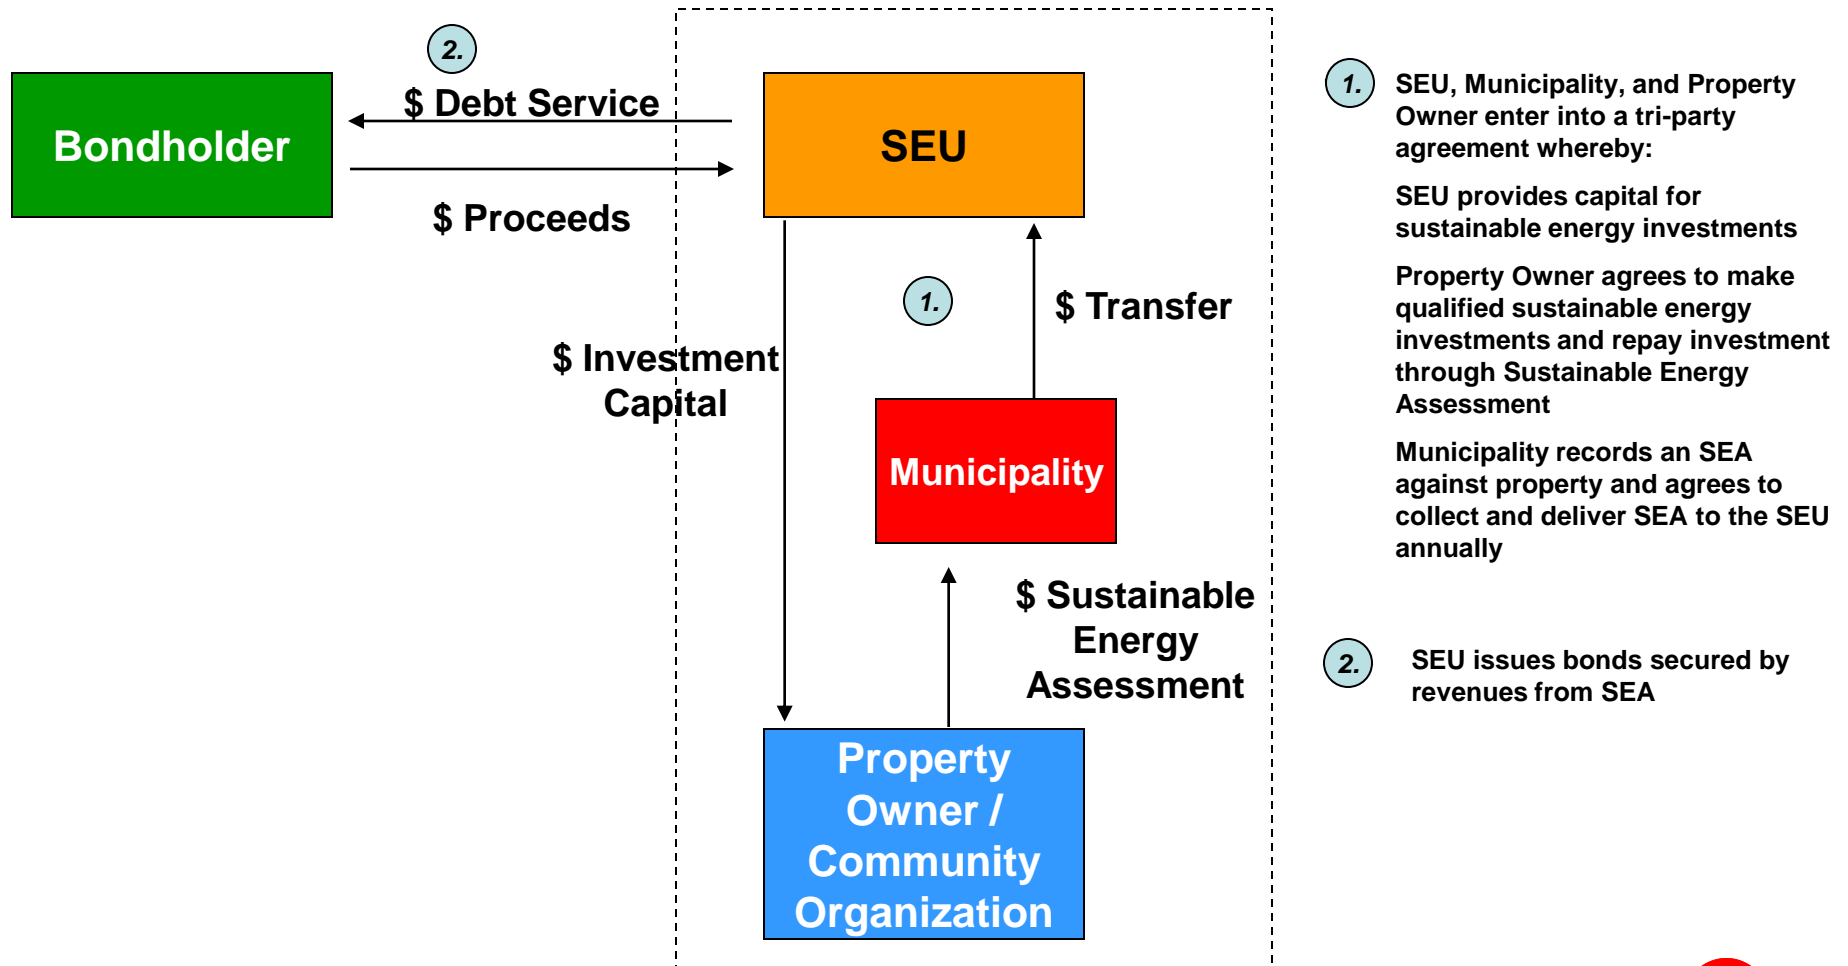 2.
$ Debt Service
Bondholder
$ Proceeds
SEU
1.
$ Transfer
$ Investment
Capital
Municipality
$ Sustainable
Energy
Assessment
Property
Owner /
Community
Organization
1.
SEU, Municipality, and Property
Owner enter into a tri-party
agreement whereby:
SEU provides capital for
sustainable energy investments
Property Owner agrees to make
qualified sustainable energy
investments and repay investment
through Sustainable Energy
Assessment
Municipality records an SEA
against property and agrees to
collect and deliver SEA to the SEU
annually
2.
SEU issues bonds secured by
revenues from SEA